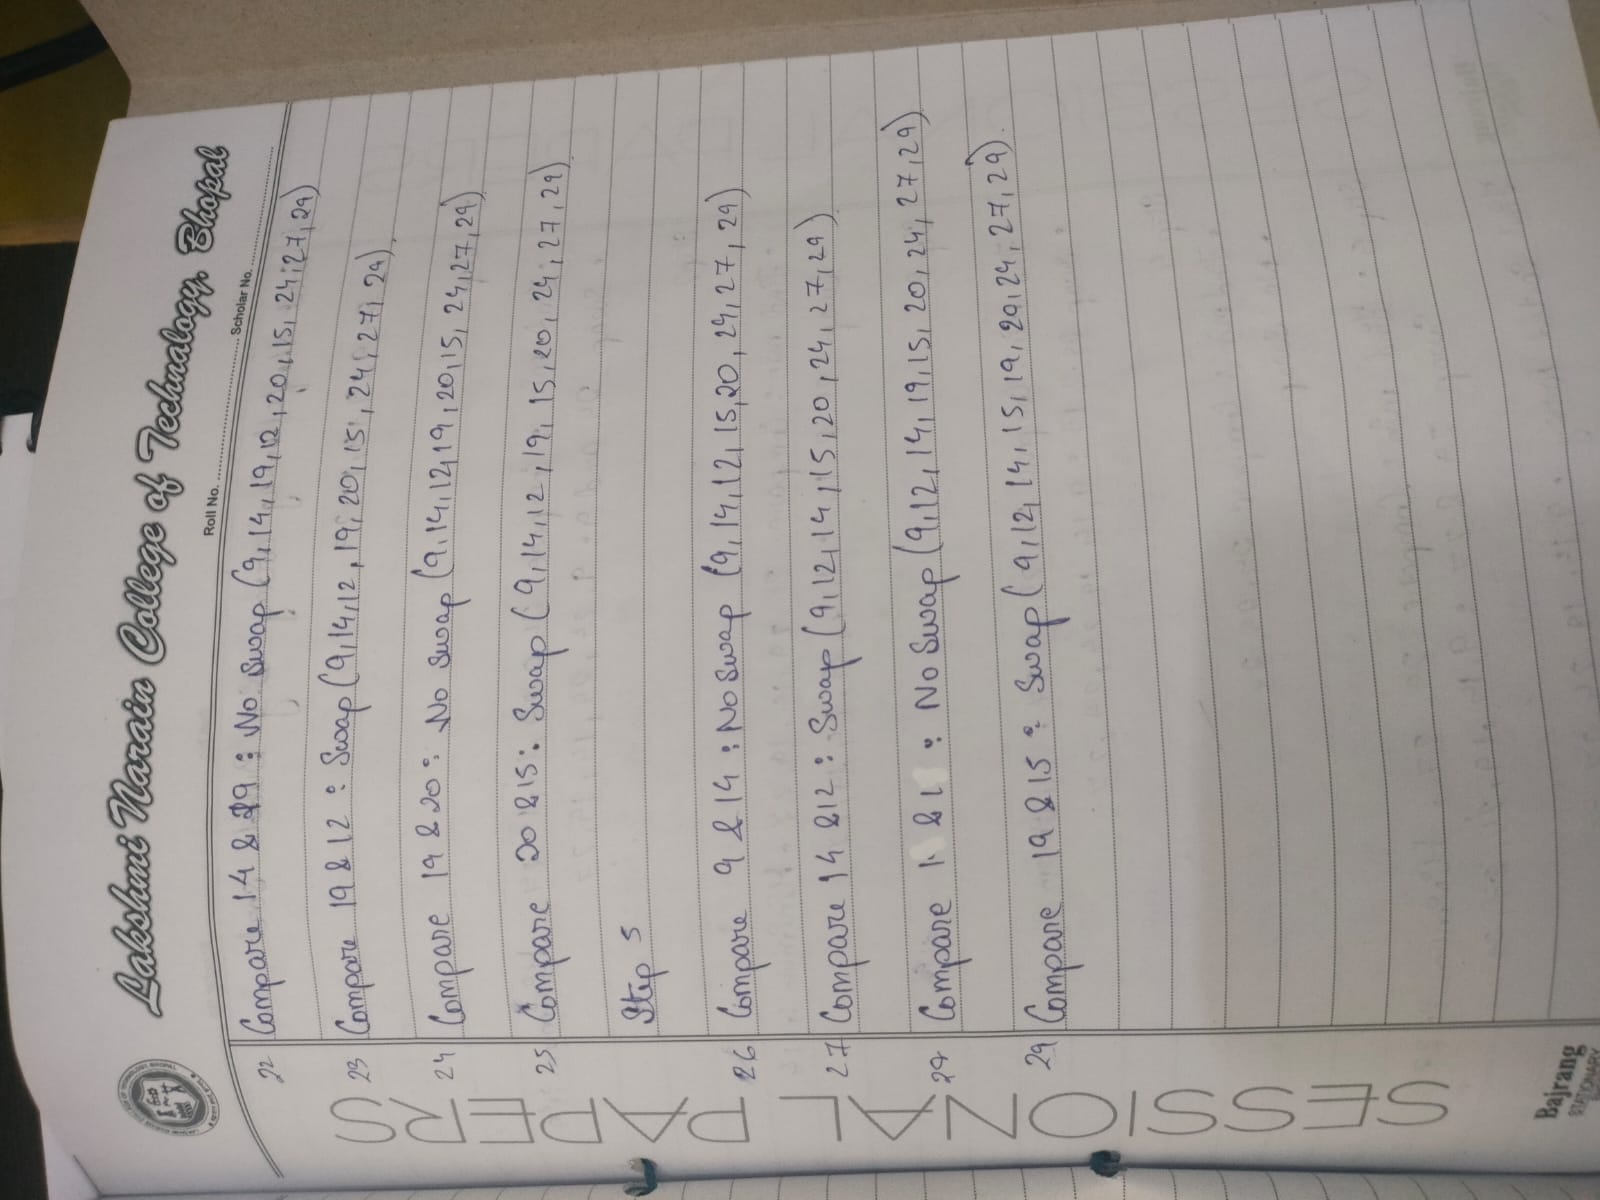 Lakshmi Narain College of Technalogy, Bhopal
Roll No. ........................ Scholar No. ........................
SESSIONAL PAPERS
22 Compare 14 & 19 : No Swap (9, 14, 19, 12, 20, 15, 24, 27, 29)
23 Compare 19 & 12 : Swap (9, 14, 12, 19, 20, 15, 24, 27, 29)
24 Compare 19 & 20 : No Swap (9, 14, 12, 19, 20, 15, 24, 27, 29)
25 Compare 20 & 15 : Swap (9, 14, 12, 19, 15, 20, 24, 27, 29)
Step 5
26 Compare 9 & 14 : No Swap (9, 14, 12, 15, 20, 24, 27, 29)
27 Compare 14 & 12 : Swap (9, 12, 14, 15, 20, 24, 27, 29)
Compare & : No Swap (9, 12, 14, 19, 15, 20, 24, 27, 29)
29 Compare 19 & 15 : Swap (9, 12, 14, 15, 19, 20, 24, 27, 29).
Bajrang
STATIONARY